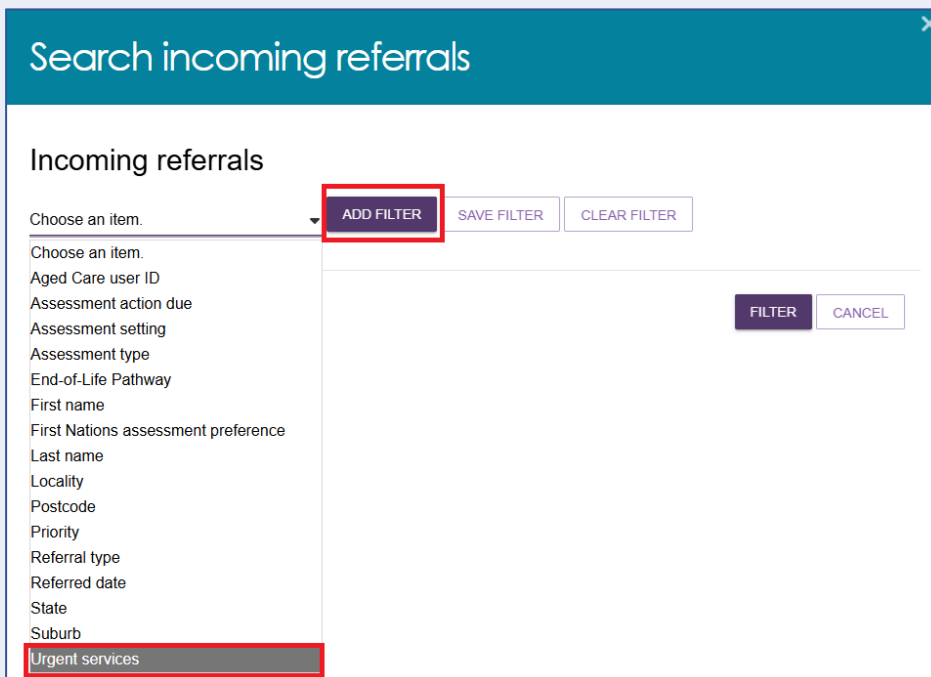 Search incoming referrals
Incoming referrals
Choose an item. ADD FILTER SAVE FILTER CLEAR FILTER
Choose an item.
Aged Care user ID
Assessment action due
Assessment setting
Assessment type
End-of-Life Pathway
First name
First Nations assessment preference
Last name
Locality
Postcode
Priority
Referral type
Referred date
State
Suburb
Urgent services
FILTER CANCEL